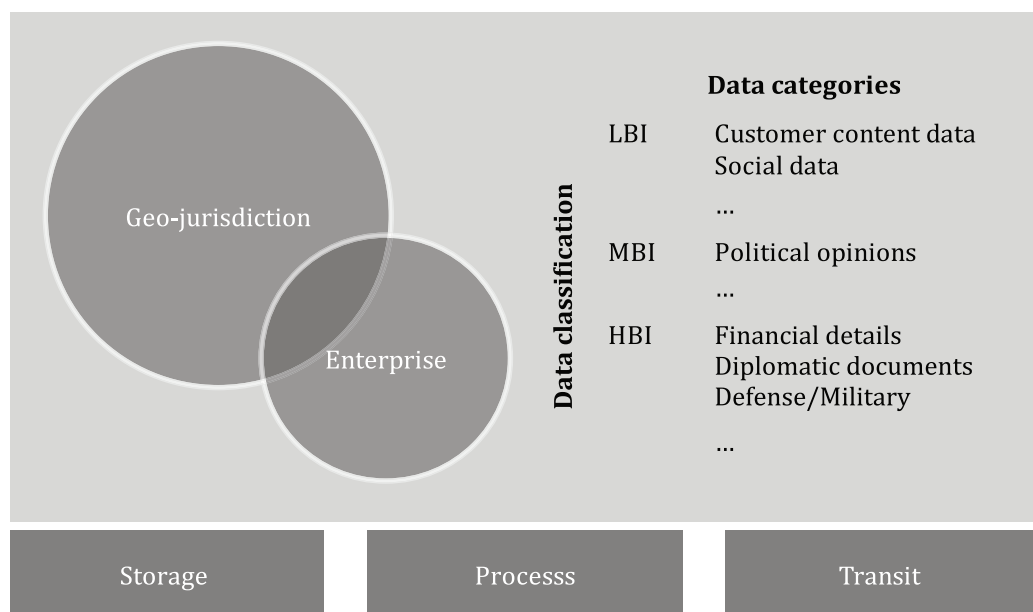 Geo-jurisdiction
Enterprise
Data classification
Data categories
LBI Customer content data
Social data
...
MBI Political opinions
...
HBI Financial details
Diplomatic documents
Defense/Military
...
Storage
Processs
Transit